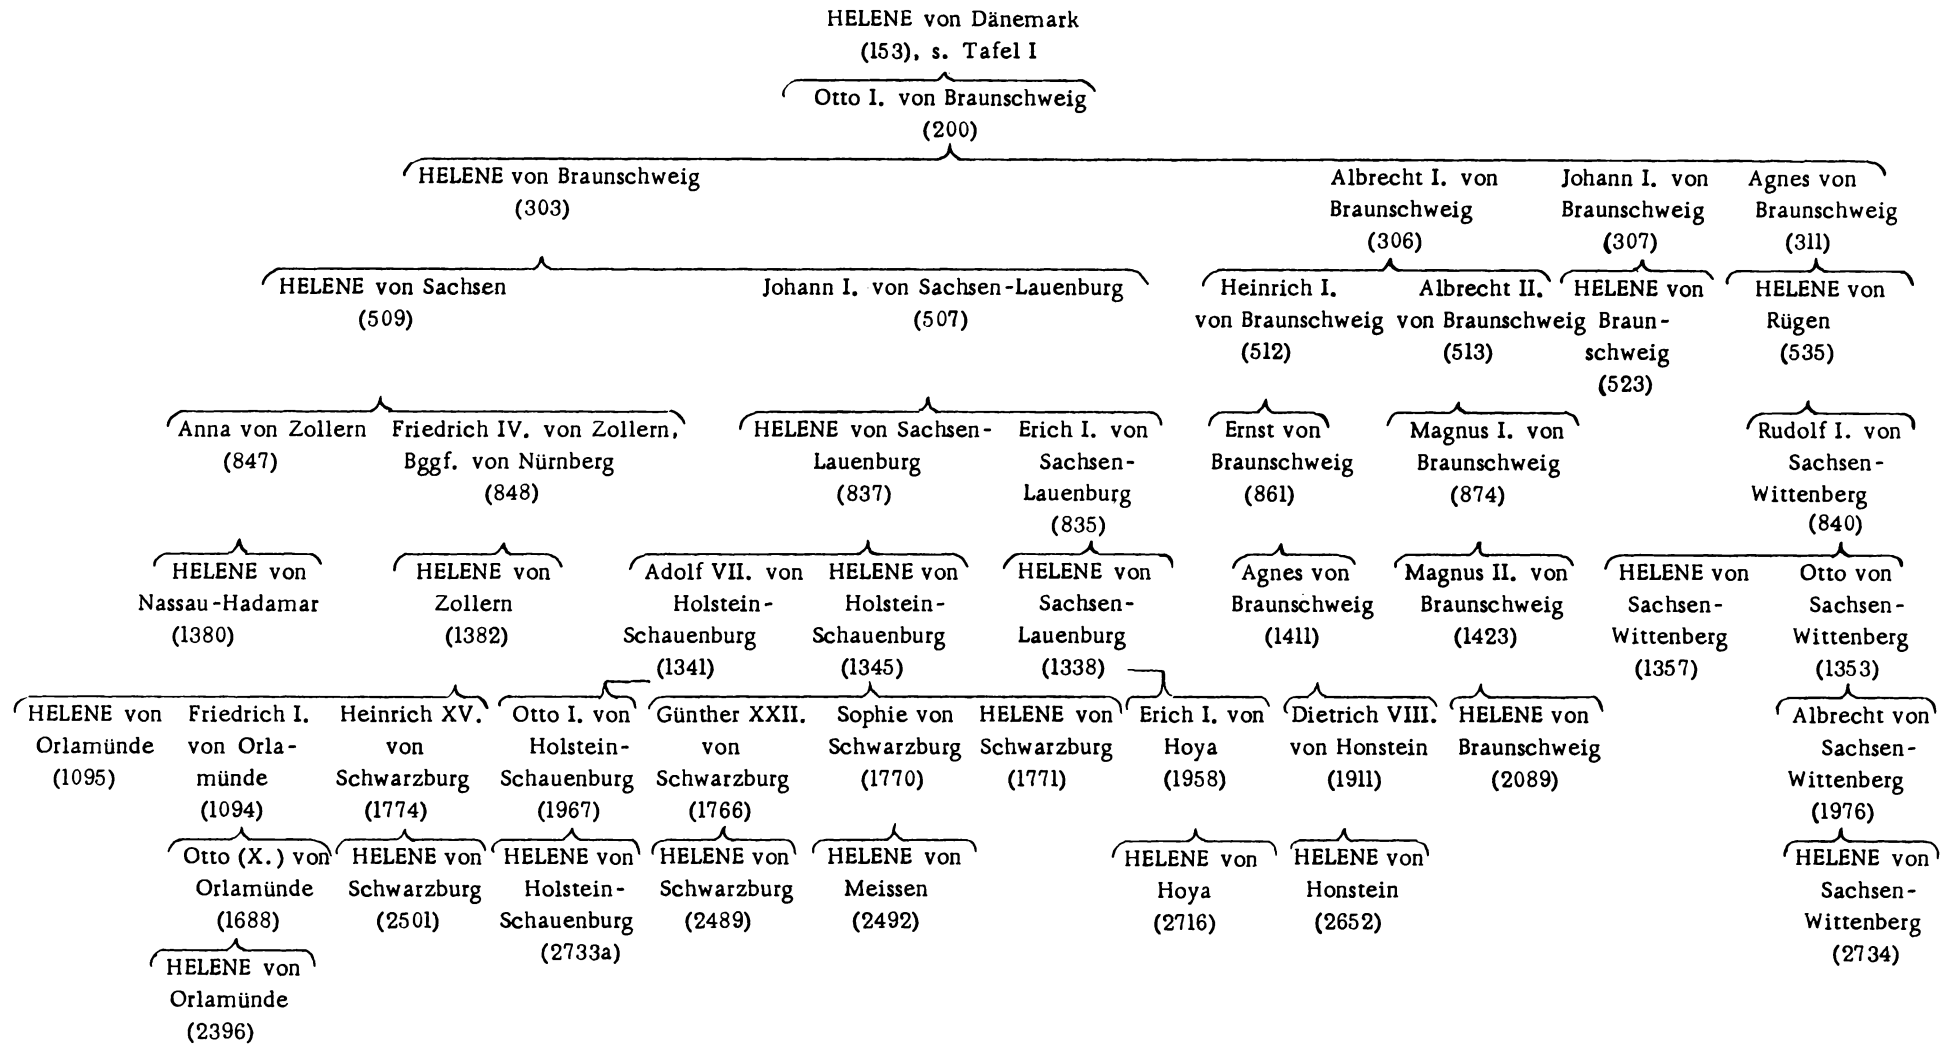 HELENE von Dänemark
(153), s. Tafel I
Otto I. von Braunschweig
(200)
HELENE von Braunschweig
(303)
Albrecht I. von
Braunschweig
(306)
Johann I. von
Braunschweig
(307)
Agnes von
Braunschweig
(311)
HELENE von Sachsen
(509)
Johann I. von Sachsen-Lauenburg
(507)
Heinrich I.
von Braunschweig
(512)
Albrecht II.
von Braunschweig
(513)
HELENE von
Braun-
schweig
(523)
HELENE von
Rügen
(535)
Anna von Zollern
(847)
Friedrich IV. von Zollern,
Bggf. von Nürnberg
(848)
HELENE von Sachsen-
Lauenburg
(837)
Erich I. von
Sachsen-
Lauenburg
(835)
Ernst von
Braunschweig
(861)
Magnus I. von
Braunschweig
(874)
Rudolf I. von
Sachsen-
Wittenberg
(840)
HELENE von
Nassau-Hadamar
(1380)
HELENE von
Zollern
(1382)
Adolf VII. von
Holstein-
Schauenburg
(1341)
HELENE von
Holstein-
Schauenburg
(1345)
HELENE von
Sachsen-
Lauenburg
(1338)
Agnes von
Braunschweig
(1411)
Magnus II. von
Braunschweig
(1423)
HELENE von
Sachsen-
Wittenberg
(1357)
Otto von
Sachsen-
Wittenberg
(1353)
HELENE von
Orlamünde
(1095)
Friedrich I.
von Orla-
münde
(1094)
Heinrich XV.
von
Schwarzburg
(1774)
Otto I. von
Holstein-
Schauenburg
(1967)
Günther XXII.
von
Schwarzburg
(1766)
Sophie von
Schwarzburg
(1770)
HELENE von
Schwarzburg
(1771)
Erich I. von
Hoya
(1958)
Dietrich VIII.
von Honstein
(1911)
HELENE von
Braunschweig
(2089)
Albrecht von
Sachsen-
Wittenberg
(1976)
Otto (X.) von
Orlamünde
(1688)
HELENE von
Schwarzburg
(2501)
HELENE von
Holstein-
Schauenburg
(2733a)
HELENE von
Schwarzburg
(2489)
HELENE von
Meissen
(2492)
HELENE von
Hoya
(2716)
HELENE von
Honstein
(2652)
HELENE von
Sachsen-
Wittenberg
(2734)
HELENE von
Orlamünde
(2396)